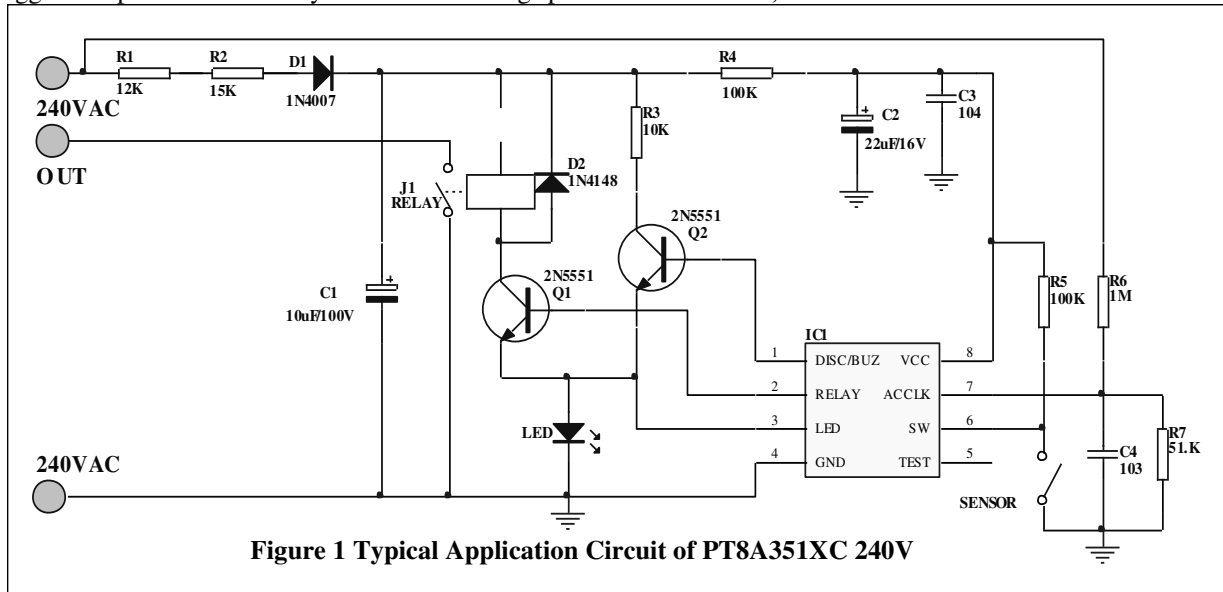 R1
12K
R2
15K
D1
1N4007
R4
100K
240VAC
OUT
R3
10K
C2
22uF/16V
C3
104
D2
1N4148
J1
RELAY
2N5551
Q2
2N5551
Q1
C1
10uF/100V
R5
100K
R6
1M
IC1
1 DISC/BUZ VCC 8
2 RELAY ACCLK 7
3 LED SW 6
4 GND TEST 5
LED
R7
51.K
C4
103
SENSOR
240VAC
Figure 1 Typical Application Circuit of PT8A351XC 240V